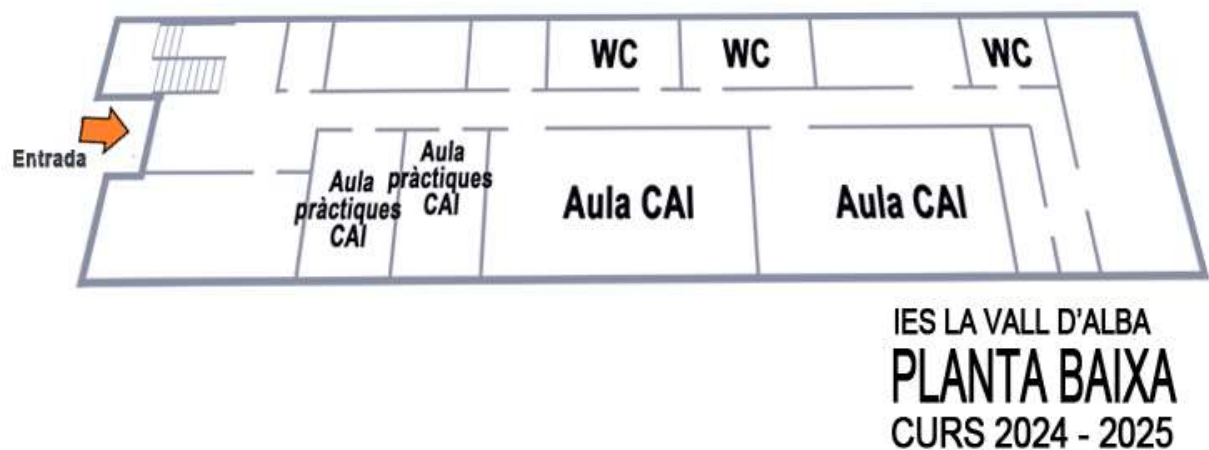 WC
WC
WC
Entrada
Aula
pràctiques
CAI
Aula
pràctiques
CAI
Aula CAI
Aula CAI
IES LA VALL D'ALBA
PLANTA BAIXA
CURS 2024 - 2025